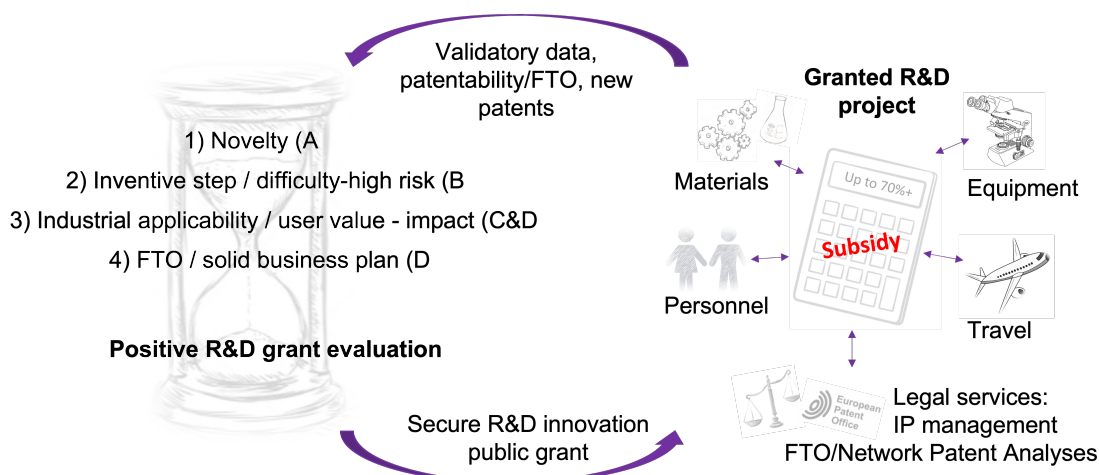 Validatory data,
patentability/FTO, new
patents
1) Novelty (A
2) Inventive step / difficulty-high risk (B
3) Industrial applicability / user value - impact (C&D
4) FTO / solid business plan (D
Positive R&D grant evaluation
Secure R&D innovation
public grant
Granted R&D
project
Materials
Equipment
Up to 70%+
Subsidy
Personnel
Travel
European
Patent
Office
Legal services:
IP management
FTO/Network Patent Analyses